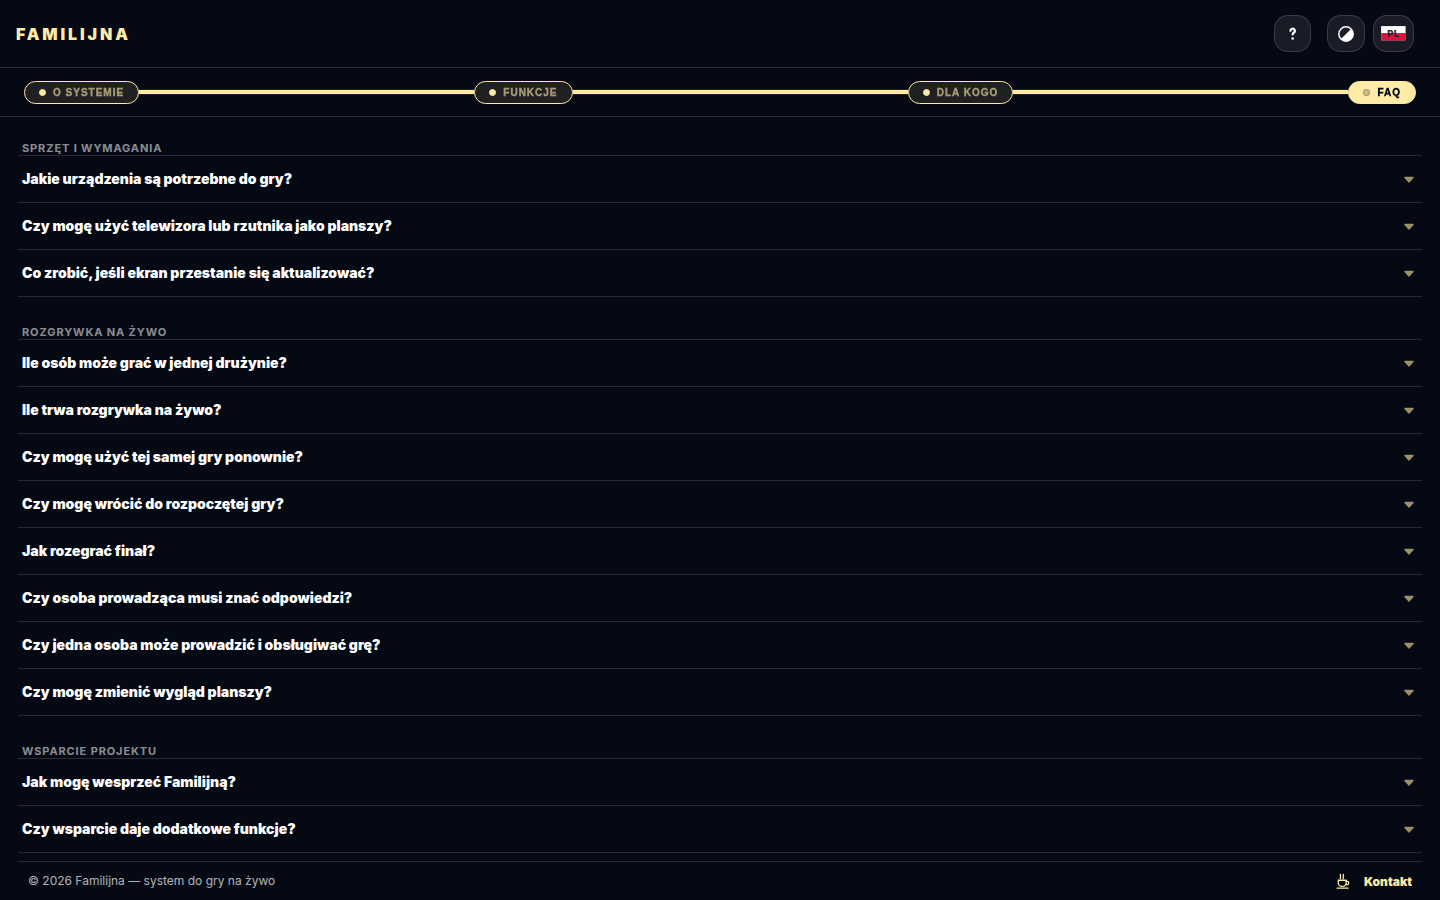 FAMILIJNA
?
PL
O SYSTEMIE
FUNKCJE
DLA KOGO
FAQ
SPRZĘT I WYMAGANIA
Jakie urządzenia są potrzebne do gry?
Czy mogę użyć telewizora lub rzutnika jako planszy?
Co zrobić, jeśli ekran przestanie się aktualizować?
ROZGRYWKA NA ŻYWO
Ile osób może grać w jednej drużynie?
Ile trwa rozgrywka na żywo?
Czy mogę użyć tej samej gry ponownie?
Czy mogę wrócić do rozpoczętej gry?
Jak rozegrać finał?
Czy osoba prowadząca musi znać odpowiedzi?
Czy jedna osoba może prowadzić i obsługiwać grę?
Czy mogę zmienić wygląd planszy?
WSPARCIE PROJEKTU
Jak mogę wesprzeć Familijną?
Czy wsparcie daje dodatkowe funkcje?
© 2026 Familijna — system do gry na żywo
Kontakt